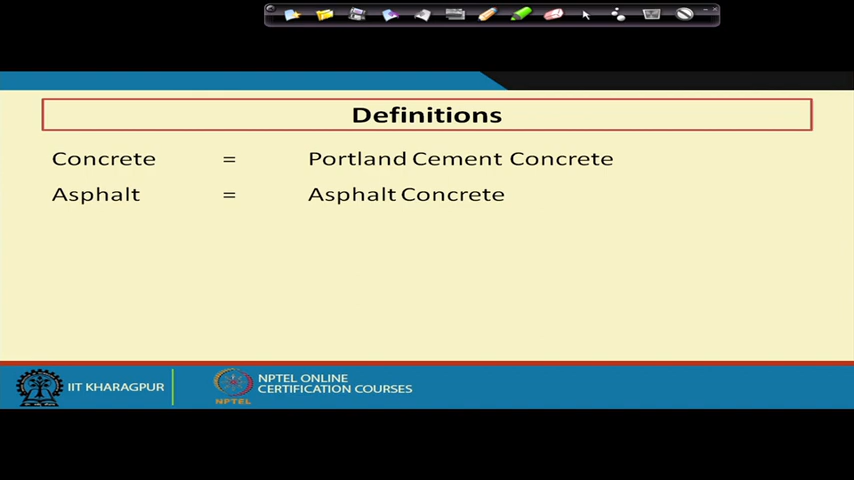 Definitions
Concrete = Portland Cement Concrete
Asphalt = Asphalt Concrete
IIT KHARAGPUR
NPTEL ONLINE
CERTIFICATION COURSES
NPTEL